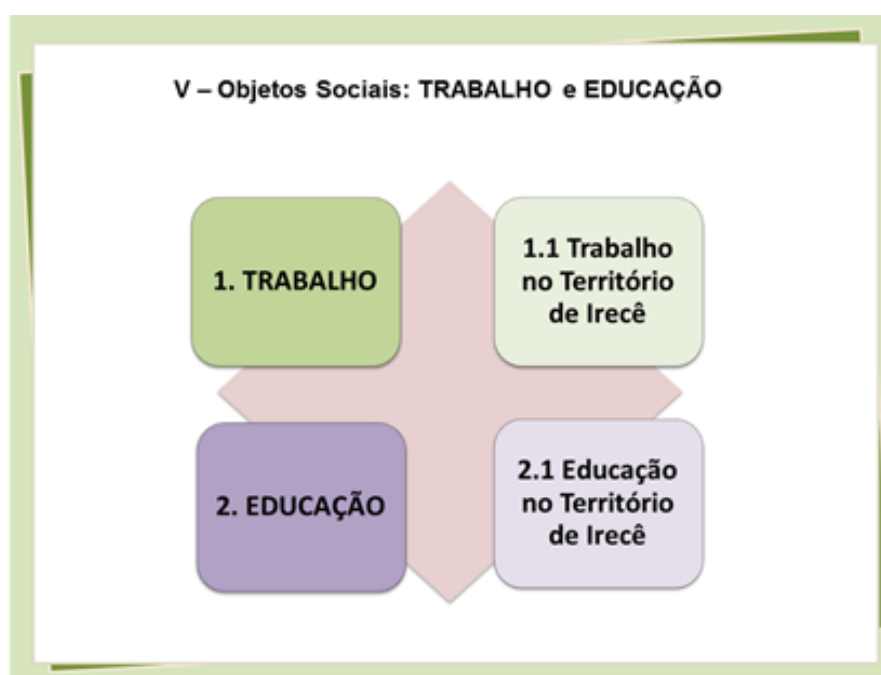 V – Objetos Sociais: TRABALHO e EDUCAÇÃO
1. TRABALHO
1.1 Trabalho
no Território
de Irecê
2. EDUCAÇÃO
2.1 Educação
no Território
de Irecê